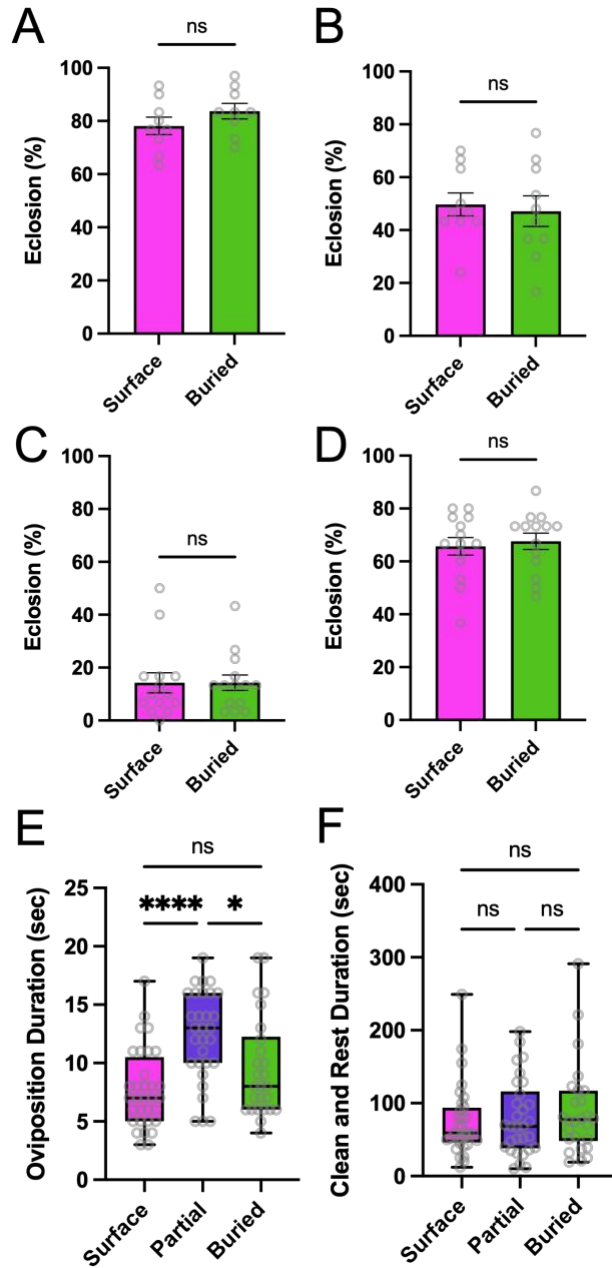 A
B
ns
ns
Eclosion (%)
100
80
60
40
20
0
Surface
Buried
Eclosion (%)
100
80
60
40
20
0
Surface
Buried
C
D
ns
ns
Eclosion (%)
100
80
60
40
20
0
Surface
Buried
Eclosion (%)
100
80
60
40
20
0
Surface
Buried
E
F
ns
**** *
Oviposition Duration (sec)
25
20
15
10
5
0
Surface
Partial
Buried
ns
ns ns
Clean and Rest Duration (sec)
400
300
200
100
0
Surface
Partial
Buried